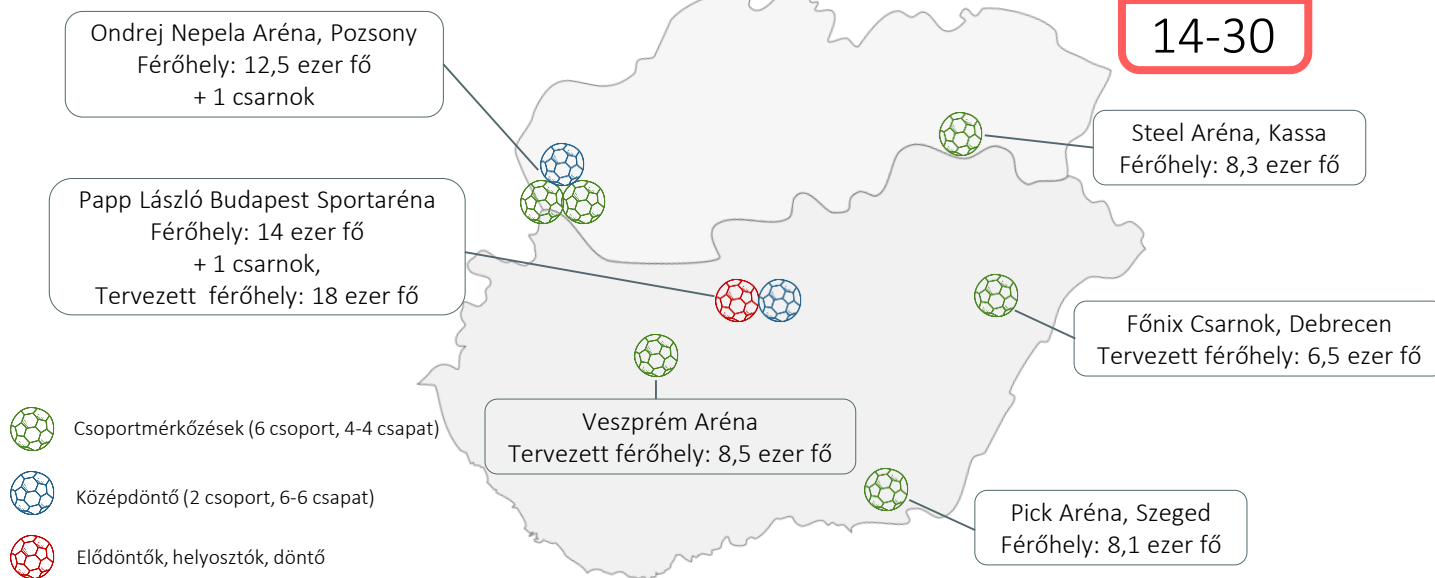 14-30
Ondrej Nepela Aréna, Pozsony
Férőhely: 12,5 ezer fő
+ 1 csarnok
Steel Aréna, Kassa
Férőhely: 8,3 ezer fő
Papp László Budapest Sportaréna
Férőhely: 14 ezer fő
+ 1 csarnok,
Tervezett férőhely: 18 ezer fő
Főnix Csarnok, Debrecen
Tervezett férőhely: 6,5 ezer fő
Veszprém Aréna
Tervezett férőhely: 8,5 ezer fő
Pick Aréna, Szeged
Férőhely: 8,1 ezer fő
Csoportmérkőzések (6 csoport, 4-4 csapat)
Középdöntő (2 csoport, 6-6 csapat)
Elődöntők, helyosztók, döntő